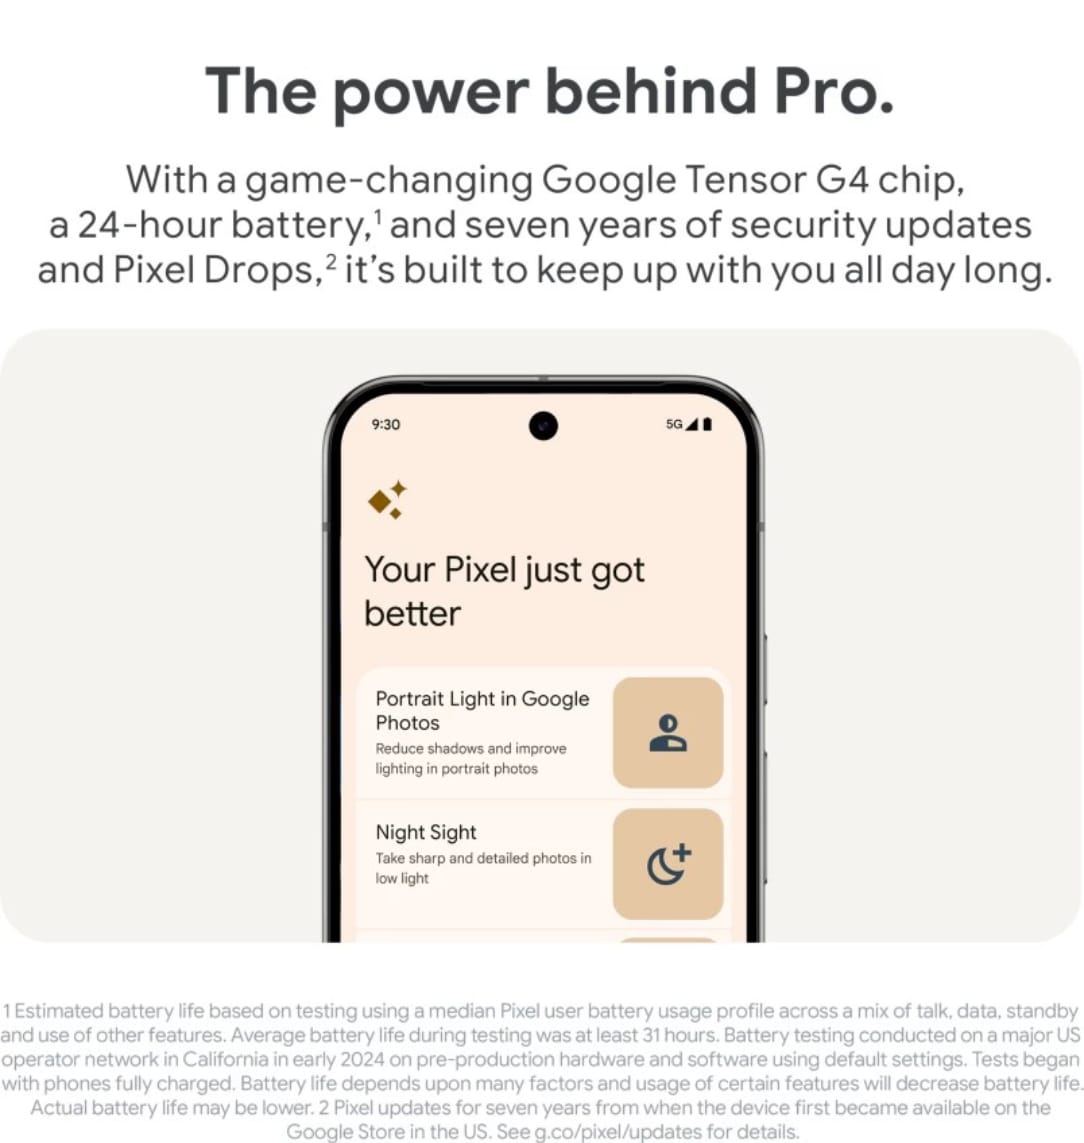 The power behind Pro.
With a game-changing Google Tensor G4 chip,
a 24-hour battery,¹ and seven years of security updates
and Pixel Drops,² it's built to keep up with you all day long.
9:30
5G
Your Pixel just got
better
Portrait Light in Google
Photos
Reduce shadows and improve
lighting in portrait photos
Night Sight
Take sharp and detailed photos in
low light
1 Estimated battery life based on testing using a median Pixel user battery usage profile across a mix of talk, data, standby
and use of other features. Average battery life during testing was at least 31 hours. Battery testing conducted on a major US
operator network in California in early 2024 on pre-production hardware and software using default settings. Tests began
with phones fully charged. Battery life depends upon many factors and usage of certain features will decrease battery life.
Actual battery life may be lower. 2 Pixel updates for seven years from when the device first became available on the
Google Store in the US. See g.co/pixel/updates for details.